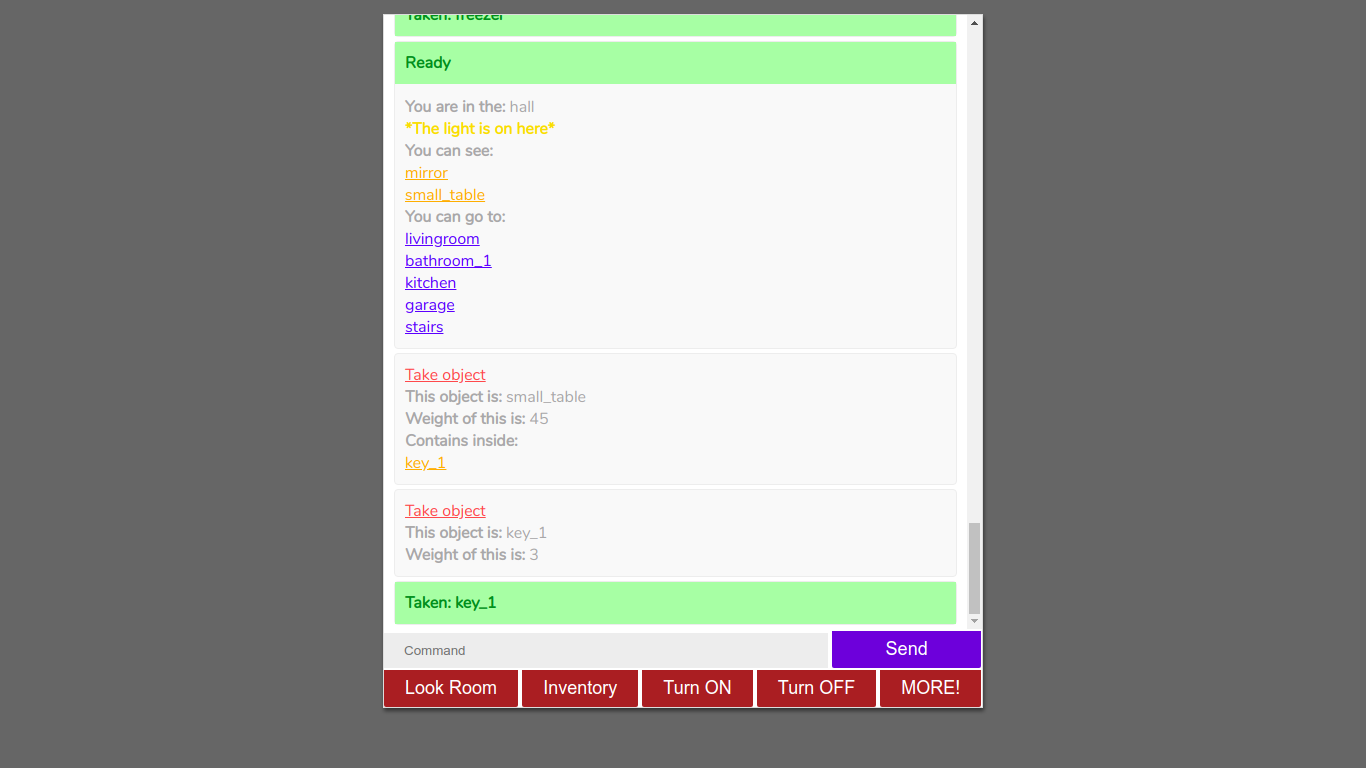 Taken: freezer
Ready
You are in the: hall
*The light is on here*
You can see:
mirror
small_table
You can go to:
livingroom
bathroom_1
kitchen
garage
stairs
Take object
This object is: small_table
Weight of this is: 45
Contains inside:
key_1
Take object
This object is: key_1
Weight of this is: 3
Taken: key_1
Command
Send
Look Room
Inventory
Turn ON
Turn OFF
MORE!